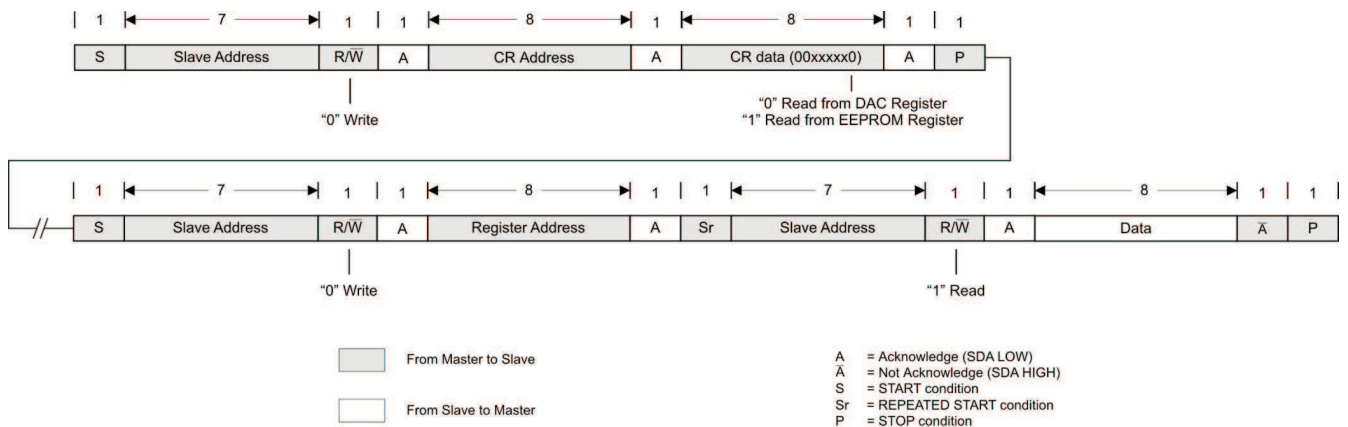 1 7 1 1 8 1 8 1 1
S Slave Address R/W̅ A CR Address A CR data (00xxxxx0) A P
"0" Write
"0" Read from DAC Register
"1" Read from EEPROM Register
1 7 1 1 8 1 1 7 1 1 8 1 1
S Slave Address R/W̅ A Register Address A Sr Slave Address R/W̅ A Data A̅ P
"0" Write "1" Read
From Master to Slave
From Slave to Master
A = Acknowledge (SDA LOW)
A̅ = Not Acknowledge (SDA HIGH)
S = START condition
Sr = REPEATED START condition
P = STOP condition